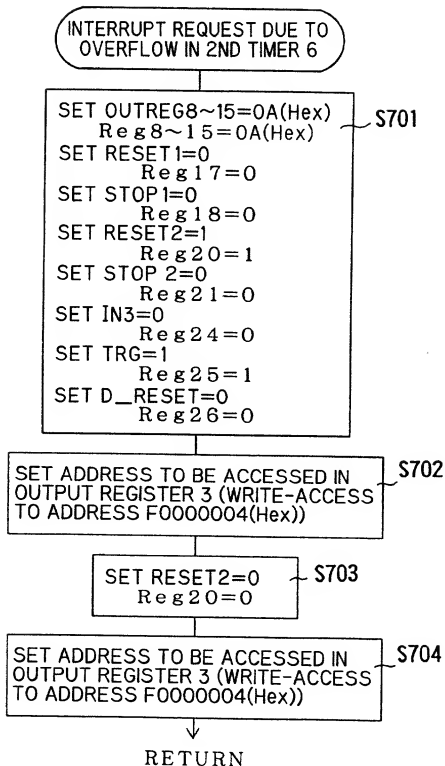 INTERRUPT REQUEST DUE TO
OVERFLOW IN 2ND TIMER 6
SET OUTREG8~15=0A(Hex)
Reg8~15=0A(Hex)
S701
SET RESET1=0
Reg17=0
SET STOP1=0
Reg18=0
SET RESET2=1
Reg20=1
SET STOP 2=0
Reg21=0
SET IN3=0
Reg24=0
SET TRG=1
Reg25=1
SET D_RESET=0
Reg26=0
S702
SET ADDRESS TO BE ACCESSED IN
OUTPUT REGISTER 3 (WRITE-ACCESS
TO ADDRESS F0000004(Hex))
SET RESET2=0
Reg20=0
S703
S704
SET ADDRESS TO BE ACCESSED IN
OUTPUT REGISTER 3 (WRITE-ACCESS
TO ADDRESS F0000004(Hex))
RETURN